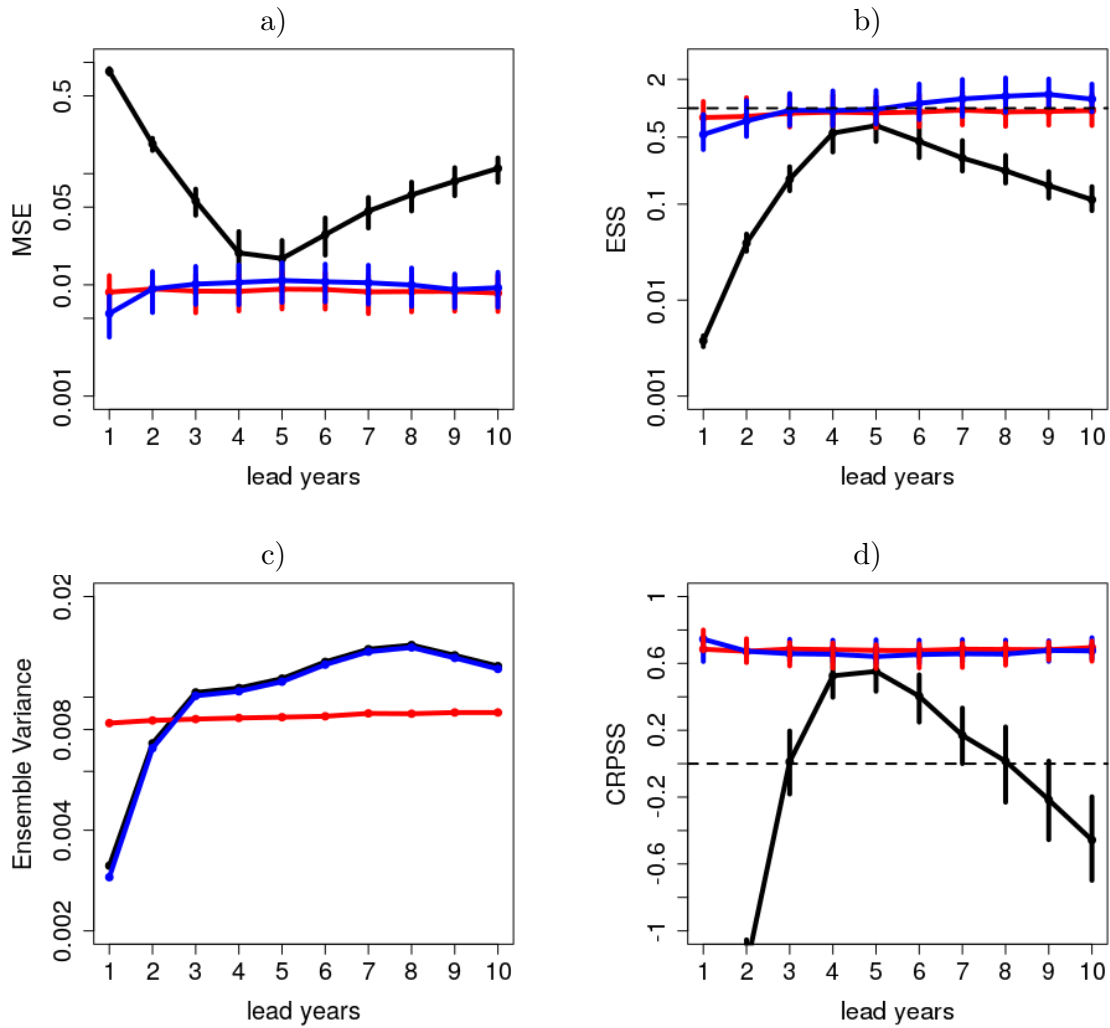 a)
MSE
0.5
0.05
0.01
0.001
1 2 3 4 5 6 7 8 9 10
lead years
b)
ESS
2
0.5
0.1
0.01
0.001
1 2 3 4 5 6 7 8 9 10
lead years
c)
Ensemble Variance
0.02
0.008
0.004
0.002
1 2 3 4 5 6 7 8 9 10
lead years
d)
CRPSS
1
0.6
0.2
-0.2
-0.6
-1
1 2 3 4 5 6 7 8 9 10
lead years